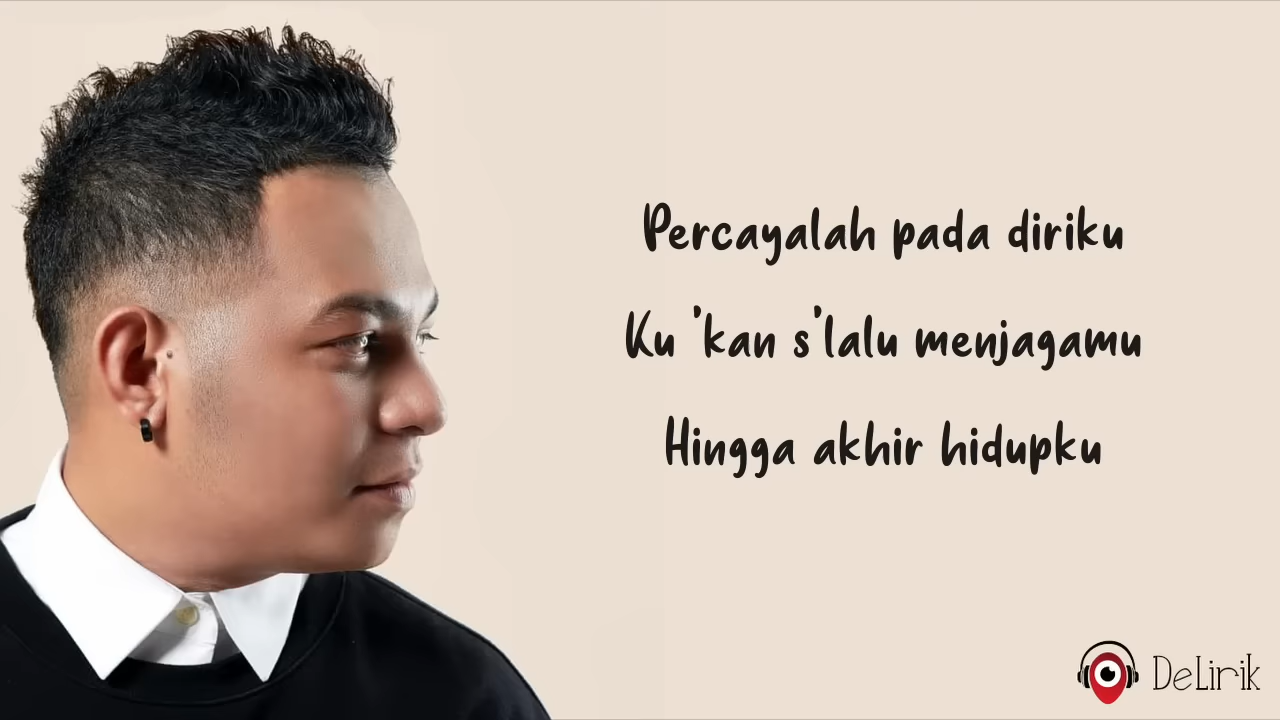 Percayalah pada diriku
Ku 'kan s'lalu menjagamu
Hingga akhir hidupku
DeLirik